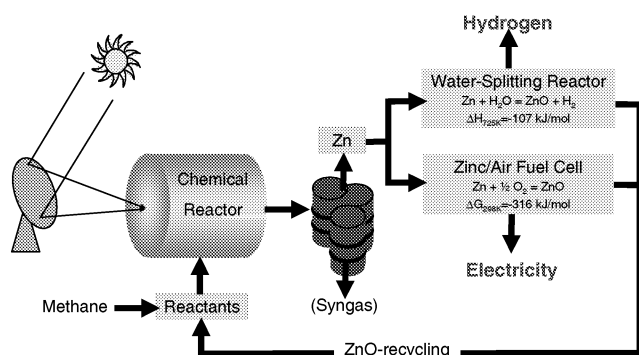 Hydrogen
Water-Splitting Reactor
Zn + H₂O = ZnO + H₂
ΔH₇₂₅K=-107 kJ/mol
Zn
Zinc/Air Fuel Cell
Zn + ½ O₂ = ZnO
ΔG₂₉₈K=-316 kJ/mol
Chemical
Reactor
Electricity
Methane
Reactants
(Syngas)
ZnO-recycling